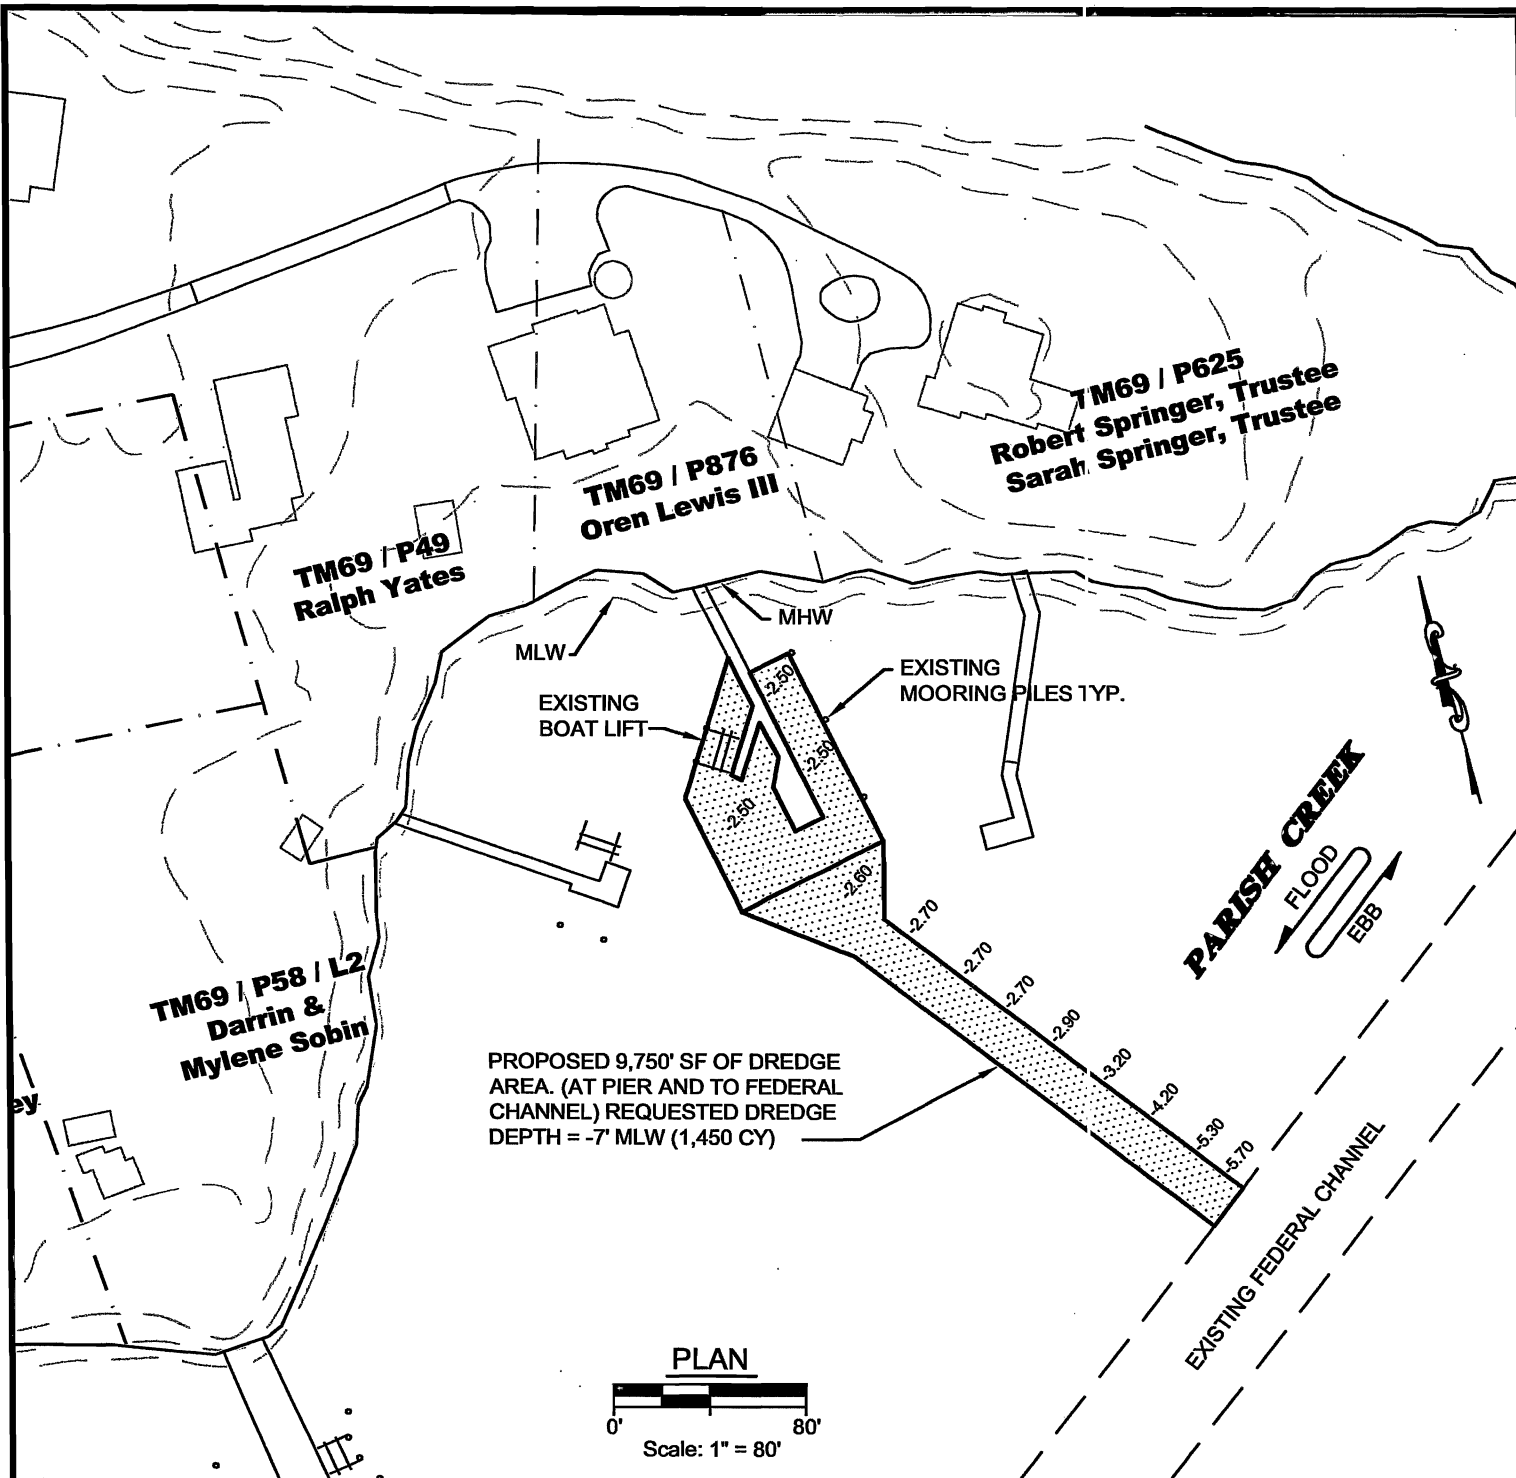 TM69 / P625
Robert Springer, Trustee
Sarah Springer, Trustee
TM69 / P876
Oren Lewis III
TM69 / P49
Ralph Yates
MHW
MLW
EXISTING
MOORING PILES TYP.
EXISTING
BOAT LIFT
-2.50
-2.50
-2.50
-2.60
-2.70
-2.70
-2.70
-2.90
-3.20
-4.20
-5.30
-5.70
PARISH CREEK
FLOOD
EBB
TM69 / P58 / L2
Darrin &
Mylene Sobin
ey
PROPOSED 9,750' SF OF DREDGE
AREA. (AT PIER AND TO FEDERAL
CHANNEL) REQUESTED DREDGE
DEPTH = -7' MLW (1,450 CY)
EXISTING FEDERAL CHANNEL
PLAN
0' 80'
Scale: 1" = 80'